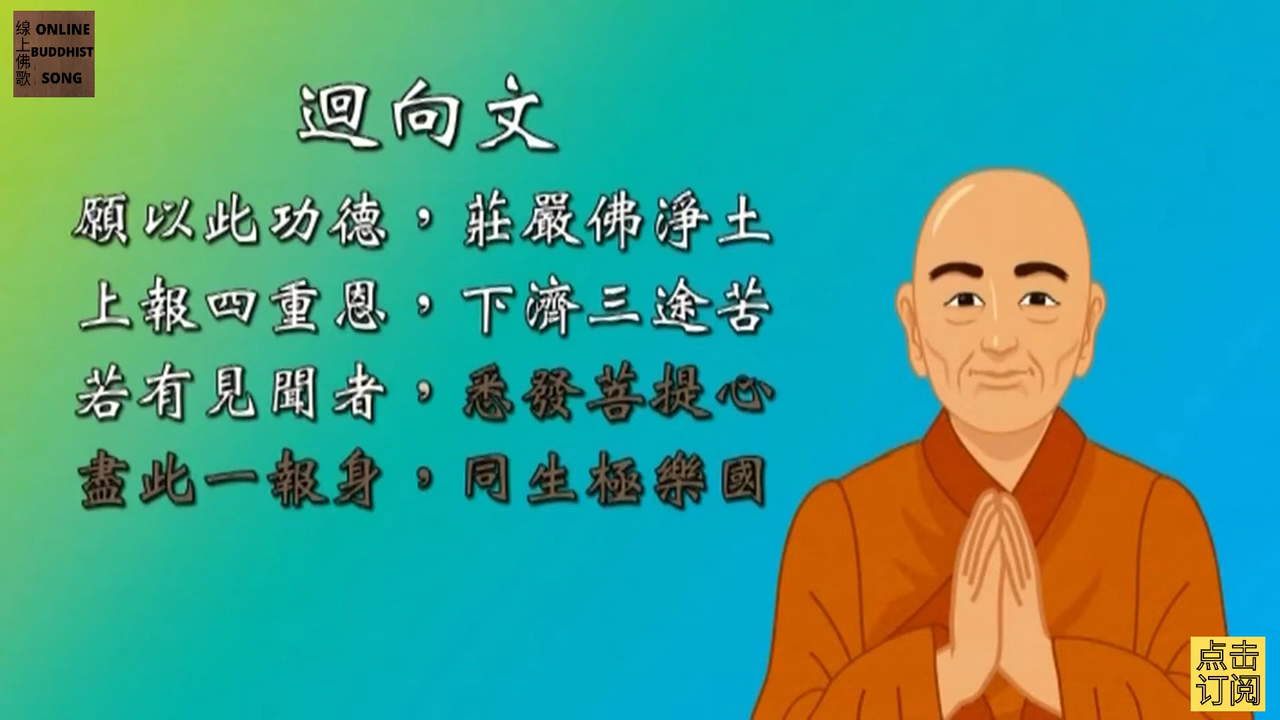 线上佛歌
ONLINE
BUDDHIST
SONG
迴向文
願以此功德，莊嚴佛淨土
上報四重恩，下濟三途苦
若有見聞者，悉發菩提心
盡此一報身，同生極樂國
点击
订阅